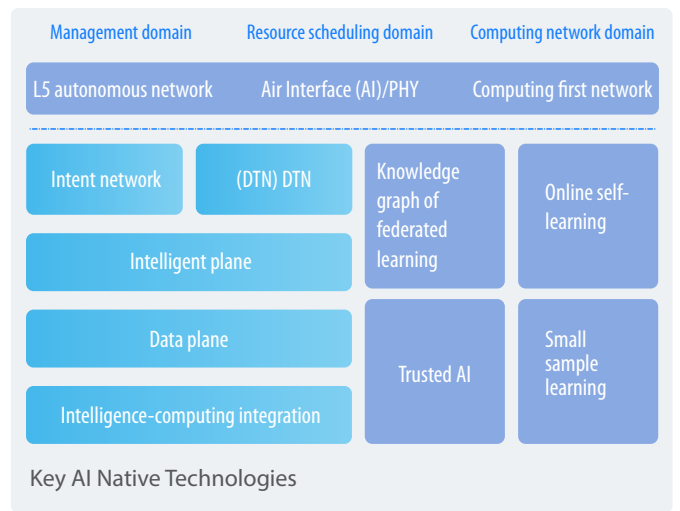 Management domain
Resource scheduling domain
Computing network domain
L5 autonomous network
Air Interface (AI)/PHY
Computing first network
Intent network
(DTN) DTN
Knowledge
graph of
federated
learning
Online self-
learning
Intelligent plane
Data plane
Trusted AI
Small
sample
learning
Intelligence-computing integration
Key AI Native Technologies